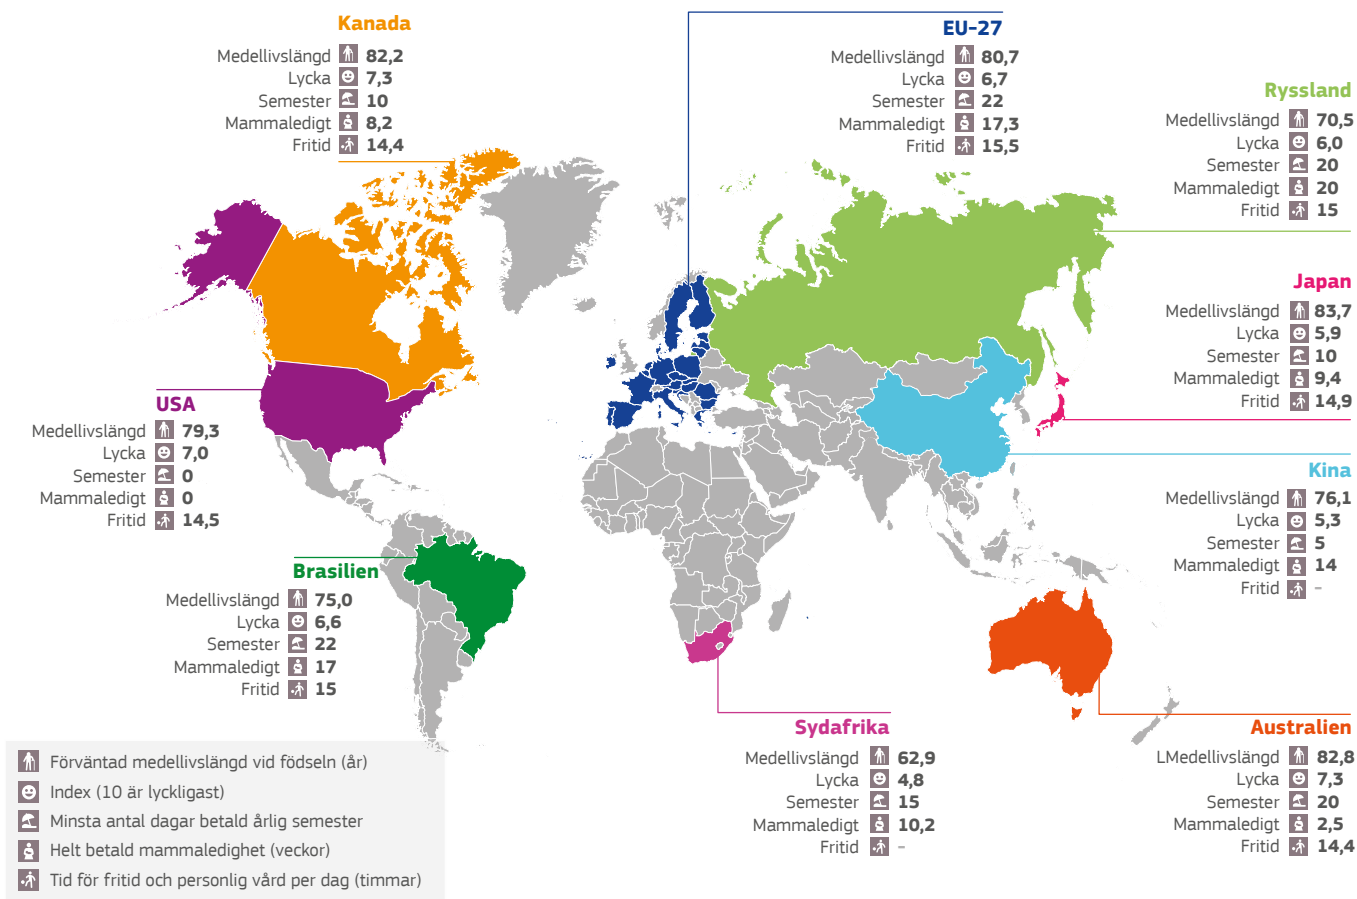 Kanada
Medellivslängd 82,2
Lycka 7,3
Semester 10
Mammaledigt 8,2
Fritid 14,4
EU-27
Medellivslängd 80,7
Lycka 6,7
Semester 22
Mammaledigt 17,3
Fritid 15,5
Ryssland
Medellivslängd 70,5
Lycka 6,0
Semester 20
Mammaledigt 20
Fritid 15
Japan
Medellivslängd 83,7
Lycka 5,9
Semester 10
Mammaledigt 9,4
Fritid 14,9
USA
Medellivslängd 79,3
Lycka 7,0
Semester 0
Mammaledigt 0
Fritid 14,5
Kina
Medellivslängd 76,1
Lycka 5,3
Semester 5
Mammaledigt 14
Fritid -
Brasilien
Medellivslängd 75,0
Lycka 6,6
Semester 22
Mammaledigt 17
Fritid 15
Sydafrika
Medellivslängd 62,9
Lycka 4,8
Semester 15
Mammaledigt 10,2
Fritid -
Australien
LMedellivslängd 82,8
Lycka 7,3
Semester 20
Mammaledigt 2,5
Fritid 14,4
Förväntad medellivslängd vid födseln (år)
Index (10 är lyckligast)
Minsta antal dagar betald årlig semester
Helt betald mammaledighet (veckor)
Tid för fritid och personlig vård per dag (timmar)